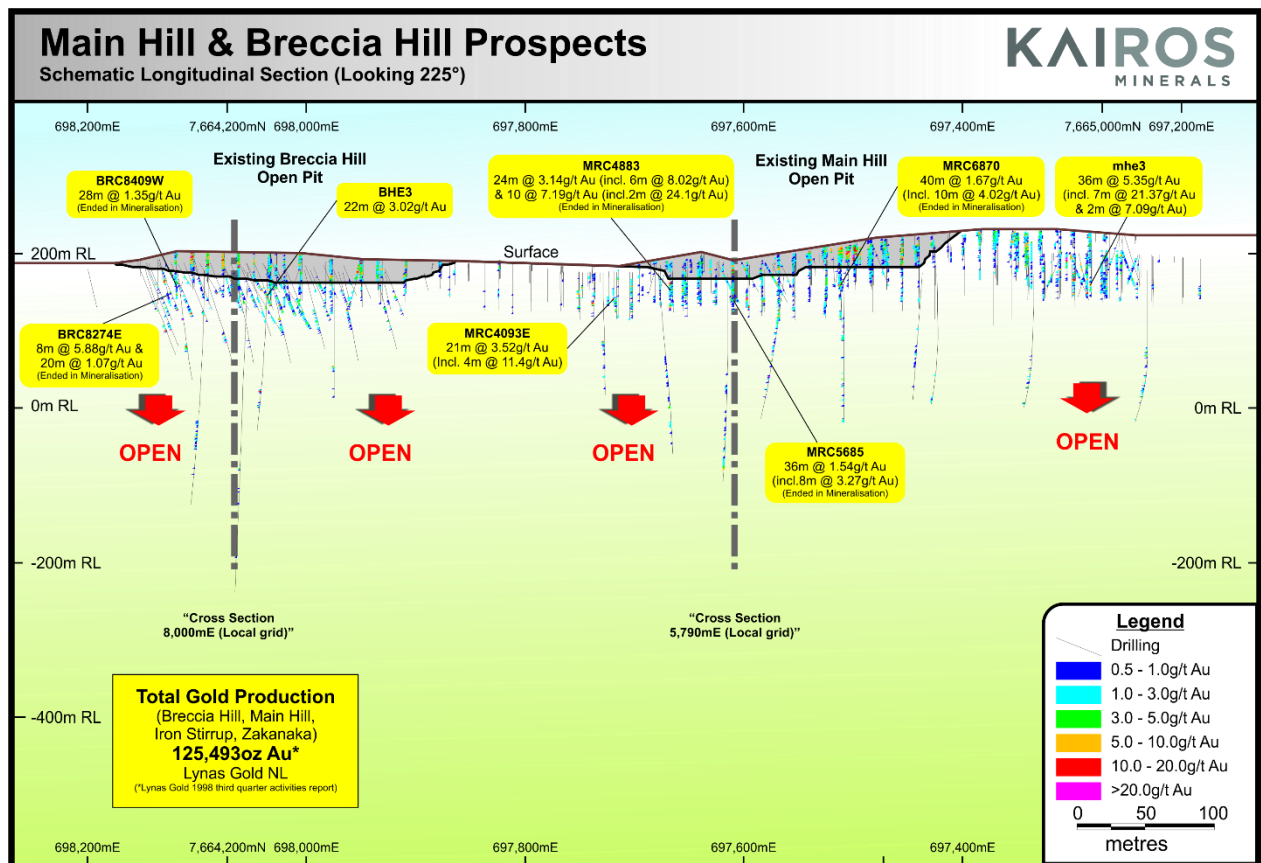 Main Hill & Breccia Hill Prospects
Schematic Longitudinal Section (Looking 225°)
KAIROS
MINERALS
698,200mE
7,664,200mN
698,000mE
697,800mE
697,600mE
697,400mE
7,665,000mN
697,200mE
Existing Breccia Hill
Open Pit
Existing Main Hill
Open Pit
BRC8409W
28m @ 1.35g/t Au
(Ended in Mineralisation)
BHE3
22m @ 3.02g/t Au
MRC4883
24m @ 3.14g/t Au (incl. 6m @ 8.02g/t Au)
& 10 @ 7.19g/t Au (incl.2m @ 24.1g/t Au)
(Ended in Mineralisation)
MRC6870
40m @ 1.67g/t Au
(Incl. 10m @ 4.02g/t Au)
(Ended in Mineralisation)
mhe3
36m @ 5.35g/t Au
(incl. 7m @ 21.37g/t Au
& 2m @ 7.09g/t Au)
200m RL
Surface
200m RL
BRC8274E
8m @ 5.88g/t Au &
20m @ 1.07g/t Au
(Ended in Mineralisation)
MRC4093E
21m @ 3.52g/t Au
(Incl. 4m @ 11.4g/t Au)
0m RL
0m RL
OPEN
OPEN
OPEN
OPEN
MRC5685
36m @ 1.54g/t Au
(incl.8m @ 3.27g/t Au)
(Ended in Mineralisation)
-200m RL
-200m RL
“Cross Section
8,000mE (Local grid)”
“Cross Section
5,790mE (Local grid)”
Total Gold Production
(Breccia Hill, Main Hill,
Iron Stirrup, Zakanaka)
125,493oz Au*
Lynas Gold NL
(*Lynas Gold 1998 third quarter activities report)
-400m RL
Legend
Drilling
0.5 - 1.0g/t Au
1.0 - 3.0g/t Au
3.0 - 5.0g/t Au
5.0 - 10.0g/t Au
10.0 - 20.0g/t Au
>20.0g/t Au
0 50 100
metres
698,200mE
7,664,200mN
698,000mE
697,800mE
697,600mE
697,400mE